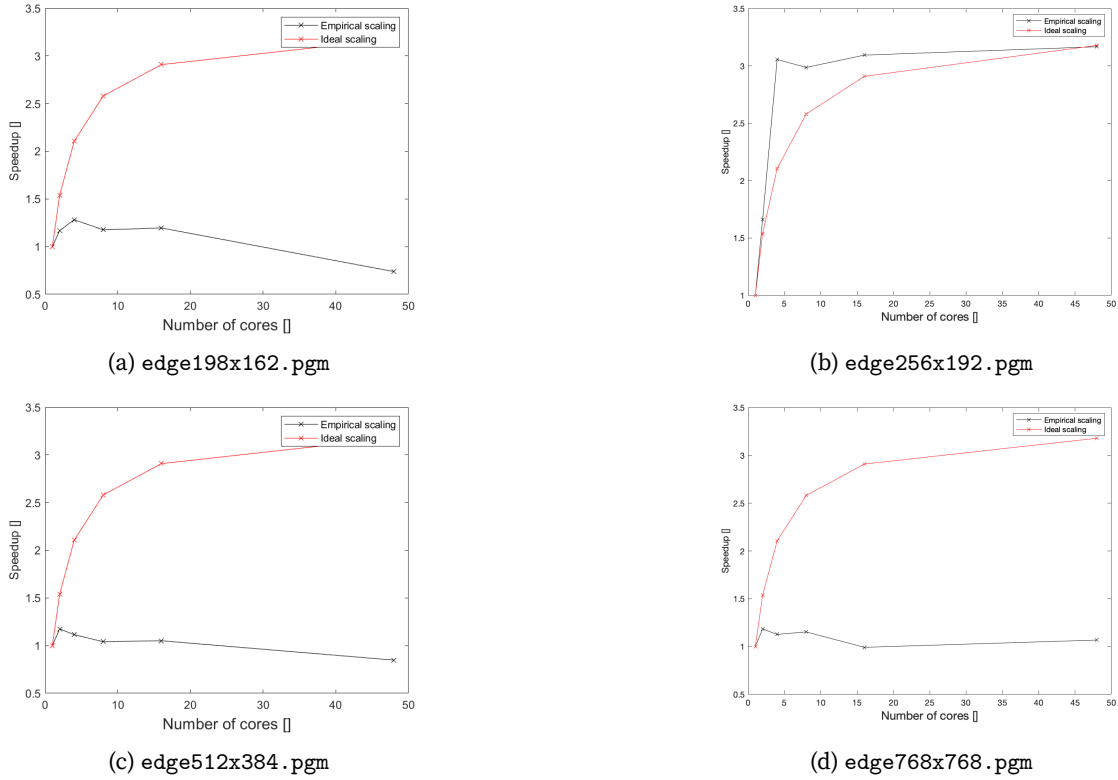 3.5
3
2.5
2
1.5
1
0.5
Speedup []
Empirical scaling
Ideal scaling
0 10 20 30 40 50
Number of cores []
(a) edge198x162.pgm
3.5
3
2.5
2
1.5
1
Speedup []
Empirical scaling
Ideal scaling
0 5 10 15 20 25 30 35 40 45 50
Number of cores []
(b) edge256x192.pgm
3.5
3
2.5
2
1.5
1
0.5
Speedup []
Empirical scaling
Ideal scaling
0 10 20 30 40 50
Number of cores []
(c) edge512x384.pgm
3.5
3
2.5
2
1.5
1
0.5
Speedup []
Empirical scaling
Ideal scaling
0 5 10 15 20 25 30 35 40 45 50
Number of cores []
(d) edge768x768.pgm